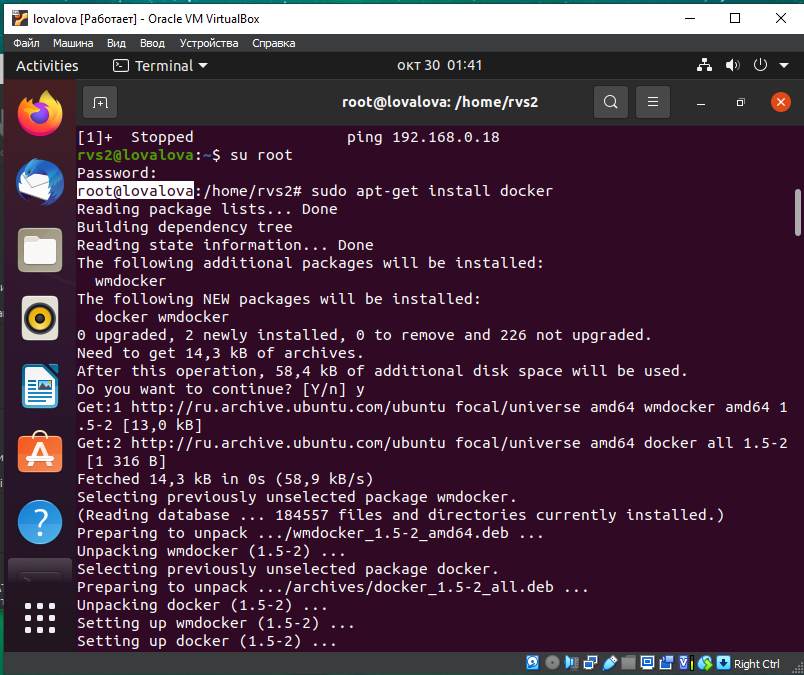 lovalova [Работает] - Oracle VM VirtualBox
Файл Машина Вид Ввод Устройства Справка
Activities Terminal окт 30 01:41
root@lovalova: /home/rvs2
[1]+  Stopped                 ping 192.168.0.18
rvs2@lovalova:~$ su root
Password:
root@lovalova:/home/rvs2# sudo apt-get install docker
Reading package lists... Done
Building dependency tree
Reading state information... Done
The following additional packages will be installed:
  wmdocker
The following NEW packages will be installed:
  docker wmdocker
0 upgraded, 2 newly installed, 0 to remove and 226 not upgraded.
Need to get 14,3 kB of archives.
After this operation, 58,4 kB of additional disk space will be used.
Do you want to continue? [Y/n] y
Get:1 http://ru.archive.ubuntu.com/ubuntu focal/universe amd64 wmdocker amd64 1
.5-2 [13,0 kB]
Get:2 http://ru.archive.ubuntu.com/ubuntu focal/universe amd64 docker all 1.5-2
 [1 316 B]
Fetched 14,3 kB in 0s (58,9 kB/s)
Selecting previously unselected package wmdocker.
(Reading database ... 184557 files and directories currently installed.)
Preparing to unpack .../wmdocker_1.5-2_amd64.deb ...
Unpacking wmdocker (1.5-2) ...
Selecting previously unselected package docker.
Preparing to unpack .../archives/docker_1.5-2_all.deb ...
Unpacking docker (1.5-2) ...
Setting up wmdocker (1.5-2) ...
Setting up docker (1.5-2) ...
Right Ctrl